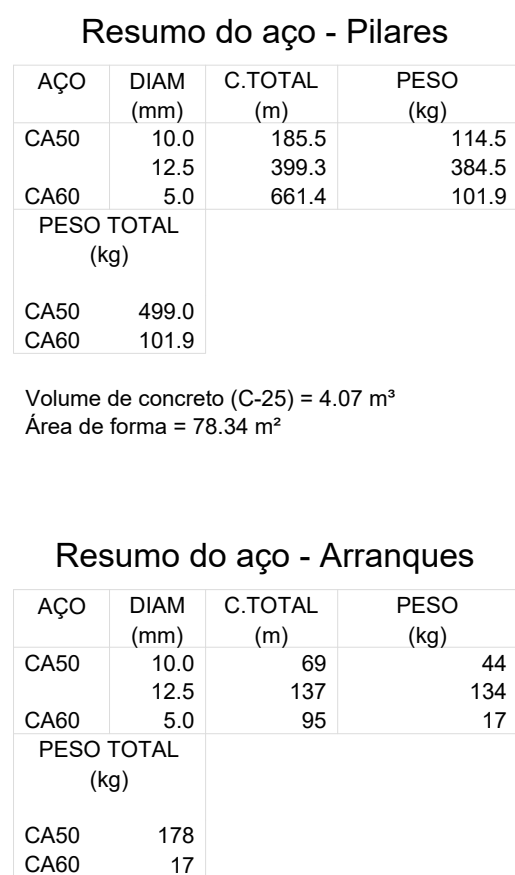 Resumo do aço - Pilares
AÇO DIAM C.TOTAL PESO
(mm) (m) (kg)
CA50 10.0 185.5 114.5
12.5 399.3 384.5
CA60 5.0 661.4 101.9
PESO TOTAL
(kg)
CA50 499.0
CA60 101.9
Volume de concreto (C-25) = 4.07 m³
Área de forma = 78.34 m²
Resumo do aço - Arranques
AÇO DIAM C.TOTAL PESO
(mm) (m) (kg)
CA50 10.0 69 44
12.5 137 134
CA60 5.0 95 17
PESO TOTAL
(kg)
CA50 178
CA60 17